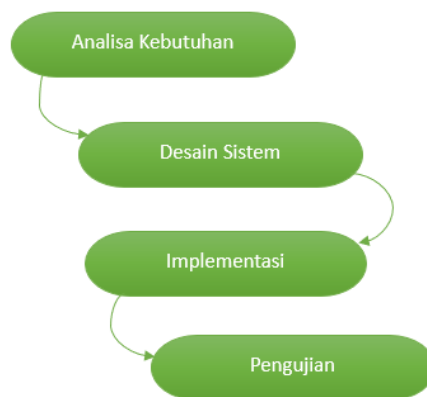 Analisa Kebutuhan
Desain Sistem
Implementasi
Pengujian